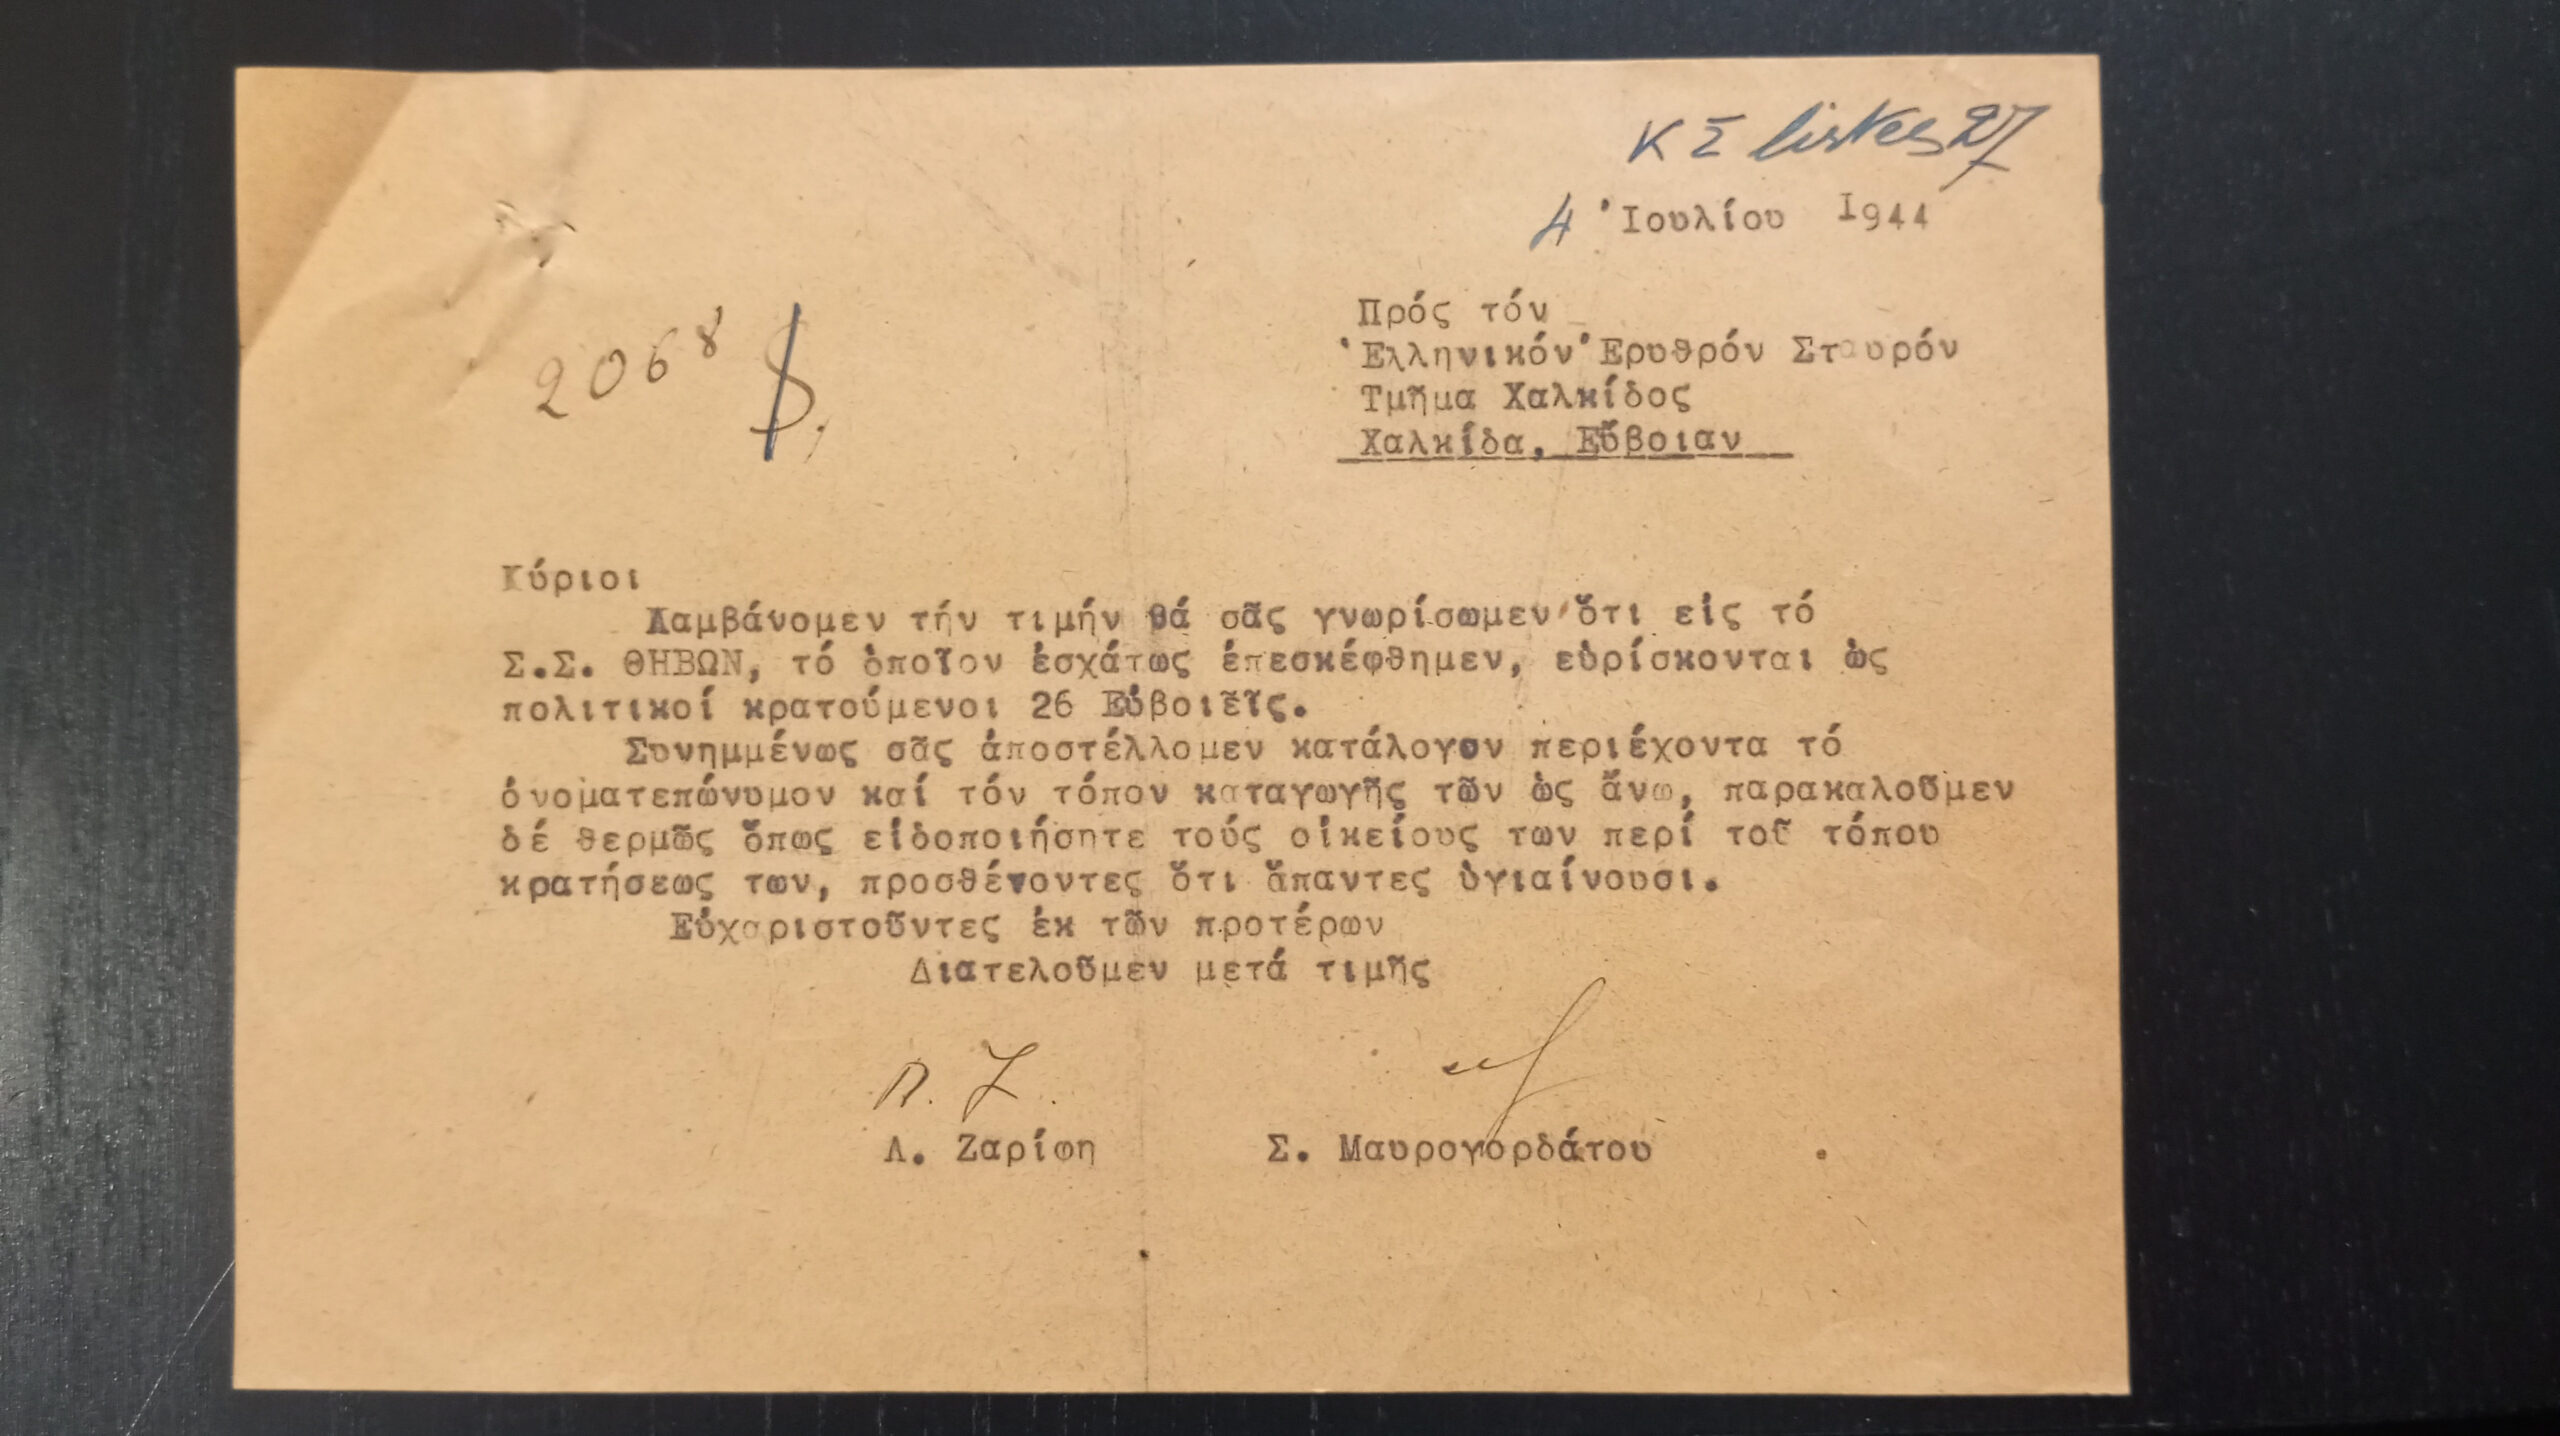 ΚΣ listes 27
4 Ἰουλίου 1944
2068
Πρός τόν
Ἑλληνικόν Ἐρυθρόν Σταυρόν
Τμῆμα Χαλκίδος
Χαλκίδα, Εὔβοιαν
Κύριοι
Λαμβάνομεν τήν τιμήν θά σᾶς γνωρίσωμεν ὅτι εἰς τό
Σ.Σ. ΘΗΒΩΝ, τό ὁποῖον ἐσχάτως ἐπεσκέφθημεν, εὑρίσκονται ὡς
πολιτικοί κρατούμενοι 26 Εὐβοιεῖς.
Συνημμένως σᾶς ἀποστέλλομεν κατάλογον περιέχοντα τό
ὀνοματεπώνυμον καί τόν τόπον καταγωγῆς τῶν ὡς ἄνω, παρακαλοῦμεν
δέ θερμῶς ὅπως εἰδοποιήσητε τούς οἰκείους των περί τοῦ τόπου
κρατήσεως των, προσθέτοντες ὅτι ἅπαντες ὑγιαίνουσι.
Εὐχαριστοῦντες ἐκ τῶν προτέρων
Διατελοῦμεν μετά τιμῆς
Λ. Ζ.
Λ. Ζαρίφη Σ. Μαυρογορδάτου